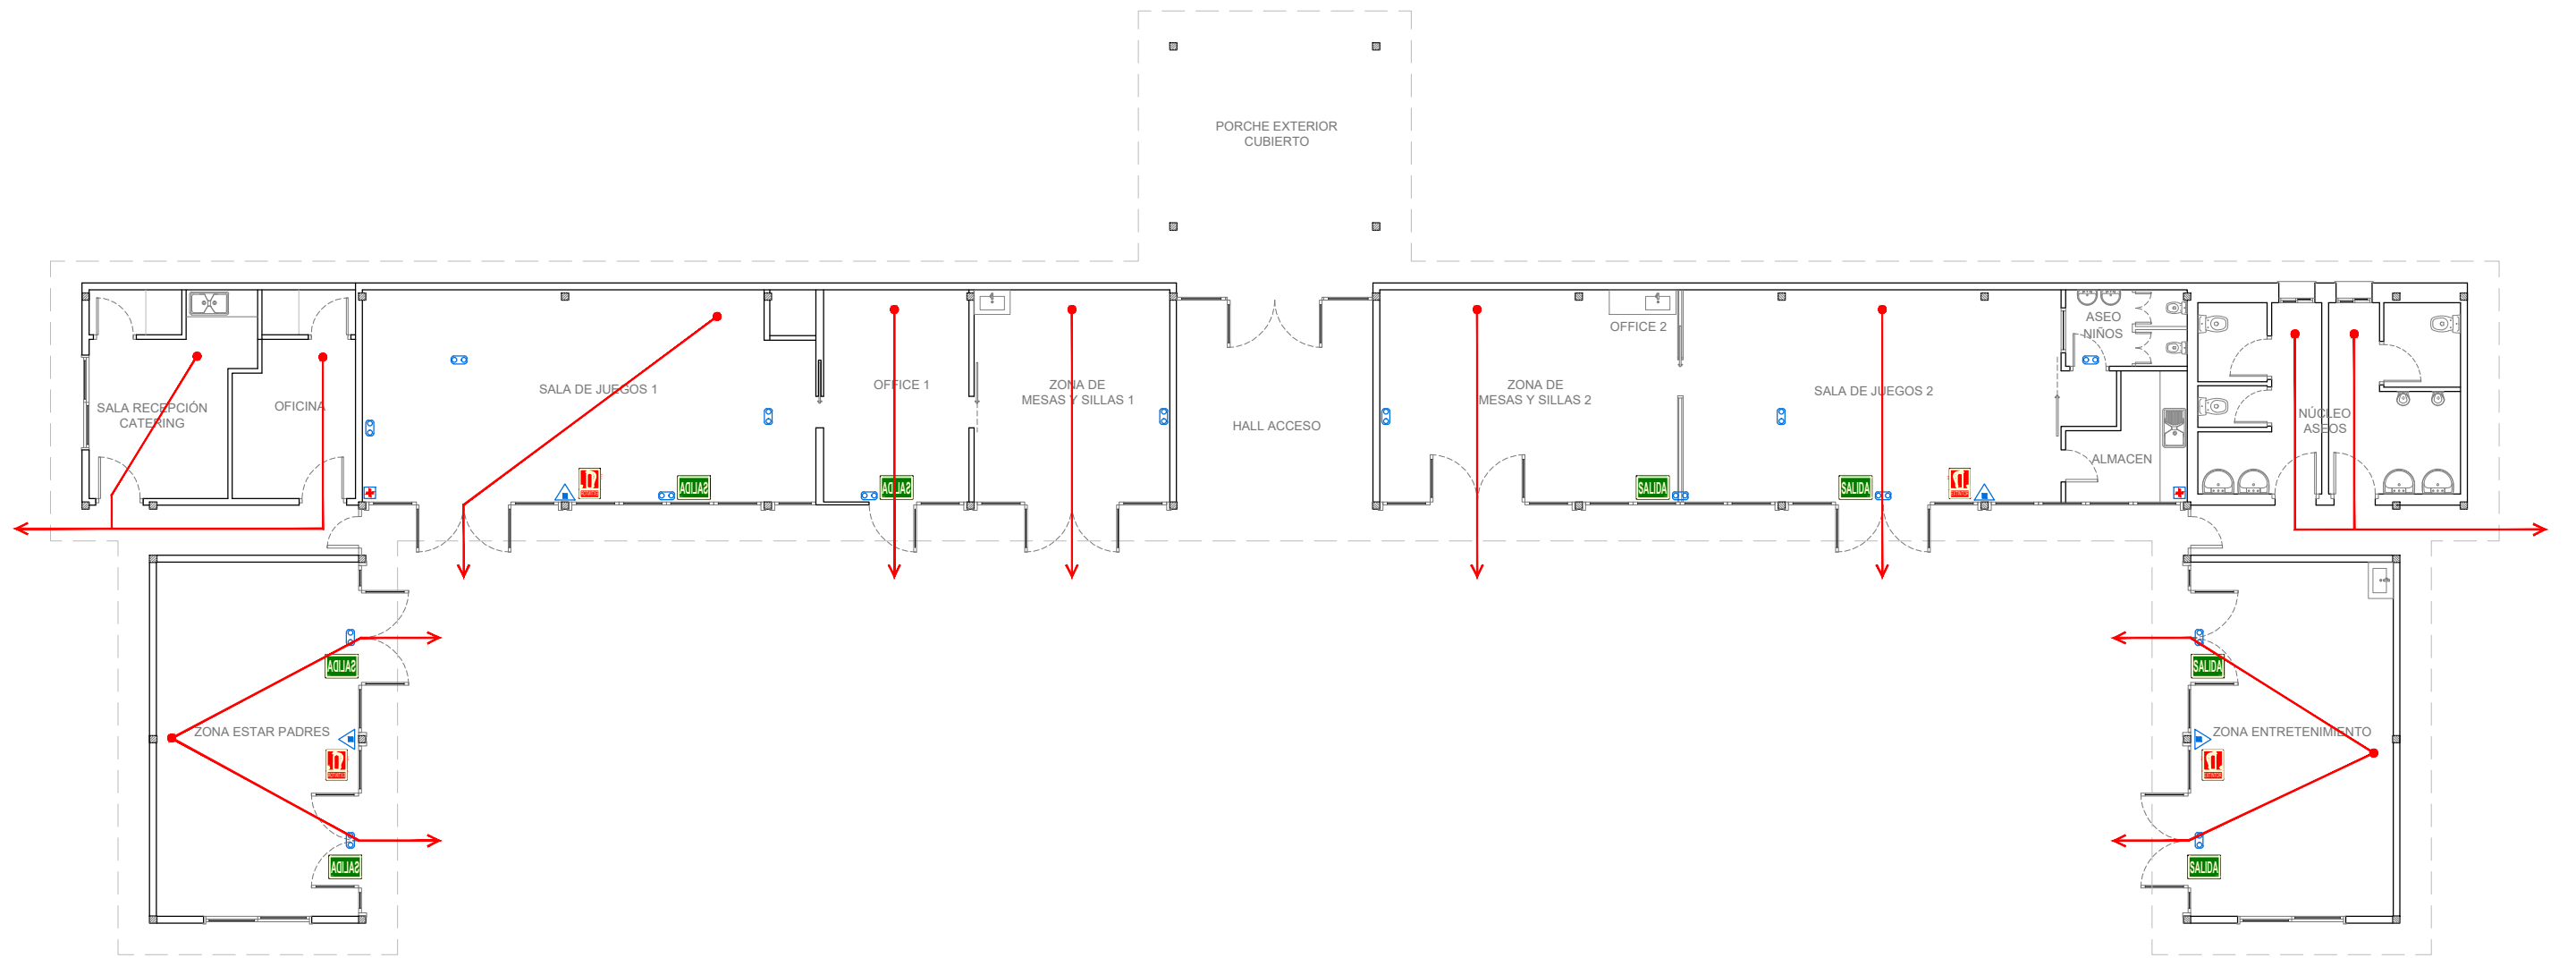 PORCHE EXTERIOR
CUBIERTO
SALA RECEPCIÓN
CATERING
OFICINA
SALA DE JUEGOS 1
OFFICE 1
ZONA DE
MESAS Y SILLAS 1
HALL ACCESO
ZONA DE
MESAS Y SILLAS 2
OFFICE 2
SALA DE JUEGOS 2
ASEO
NIÑOS
ALMACEN
NÚCLEO
ASEOS
SALIDA
SALIDA
SALIDA
SALIDA
ZONA ESTAR PADRES
SALIDA
SALIDA
ZONA ENTRETENIMIENTO
SALIDA
SALIDA